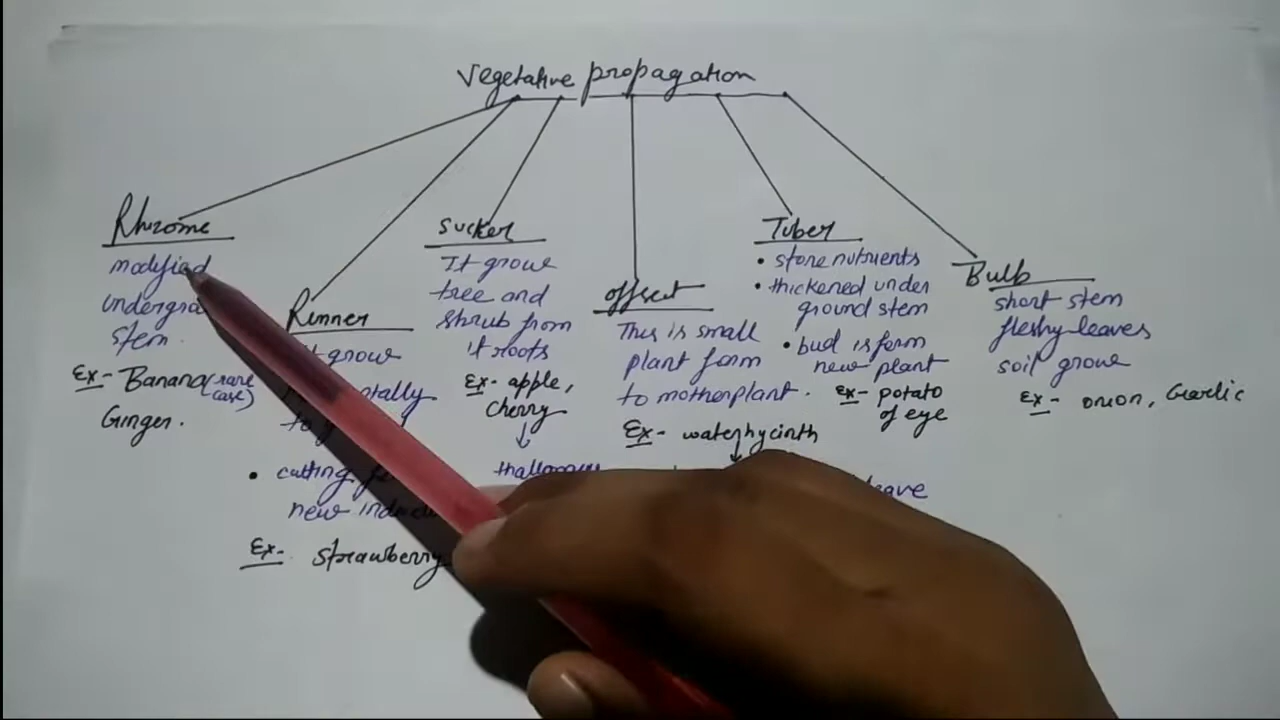 Vegetative propagation
Rhizome
modified
stem
Ex- Banana (rare case)
Ginger.
Runner
It grow
to
• cutting
new
Ex- strawberry
Sucker
It grow
tree and
shrub from
it roots
Ex- apple,
cherry
offset
This is small
plant form
to motherplant.
Ex- waterhycinth
Tuber
• store nutrients
• thickened under
ground stem
• bud is form
new plant
Ex- potato
of eye
leave
Bulb
short stem
fleshy leaves
soil grow
Ex- onion, Garlic